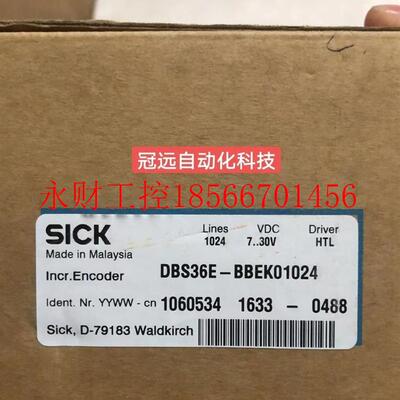 冠远自动化科技
永财工控18566701456
SICK Lines VDC Driver
Made in Malaysia 1024 7..30V HTL
Incr.Encoder DBS36E-BBEK01024
Ident. Nr. YYWW - cn 1060534 1633 - 0488
Sick, D-79183 Waldkirch